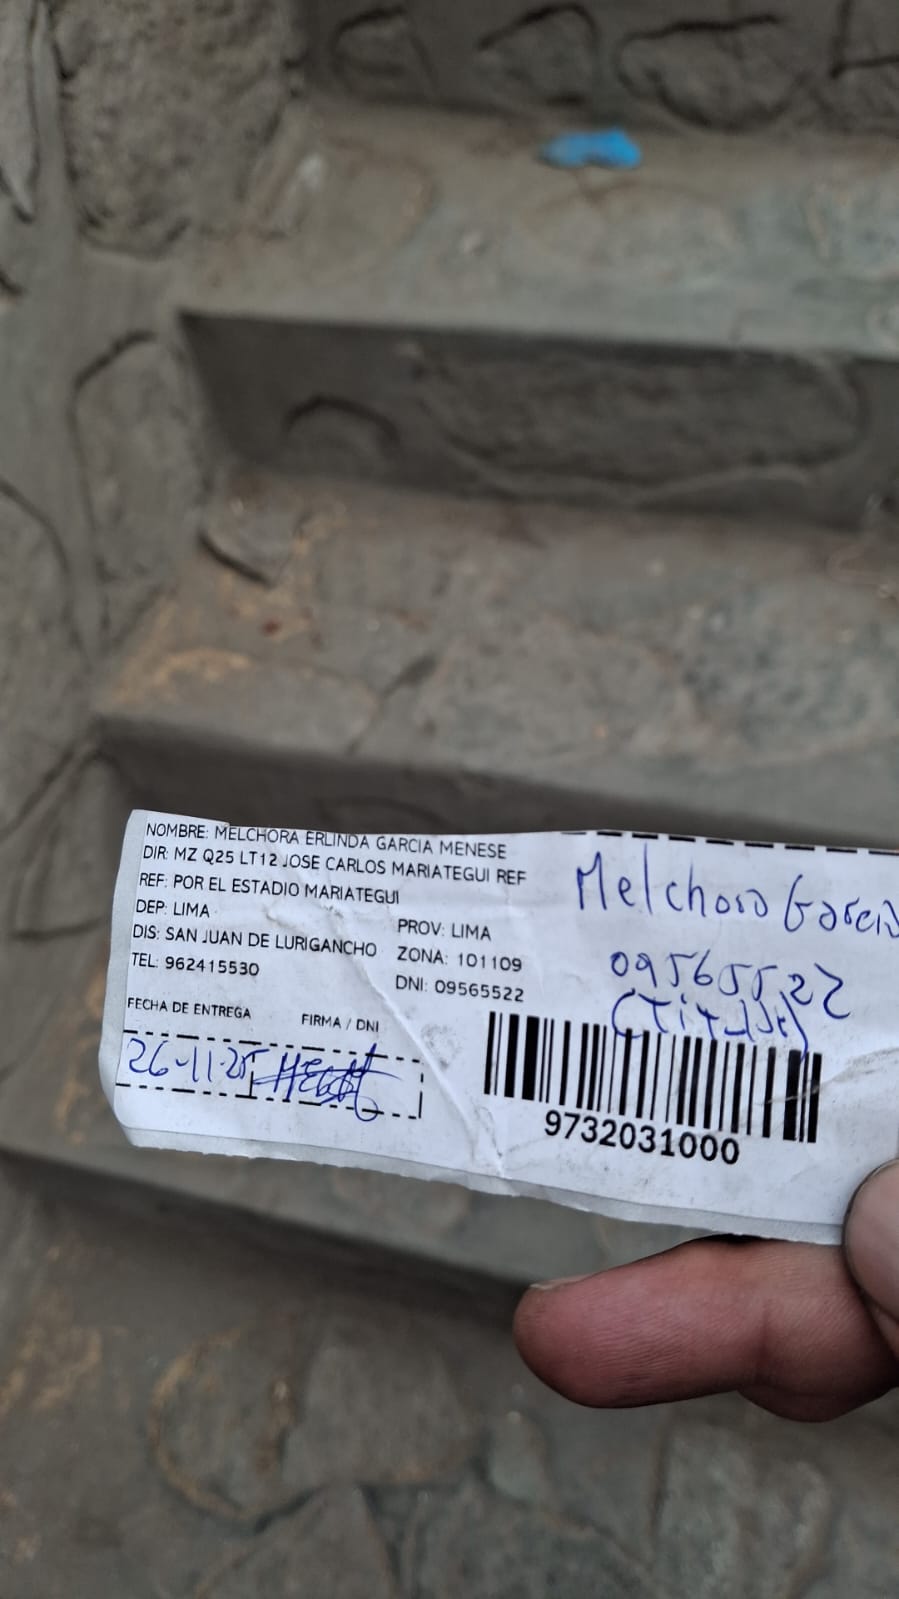 NOMBRE: MELCHORA ERLINDA GARCIA MENESE
DIR: MZ Q25 LT12 JOSE CARLOS MARIATEGUI REF
REF: POR EL ESTADIO MARIATEGUI
DEP: LIMA
PROV: LIMA
DIS: SAN JUAN DE LURIGANCHO
ZONA: 101109
TEL: 962415530
DNI: 09565522
FECHA DE ENTREGA
FIRMA / DNI
26-11-25
Melchora Garcia
09565522
(Titular)
9732031000